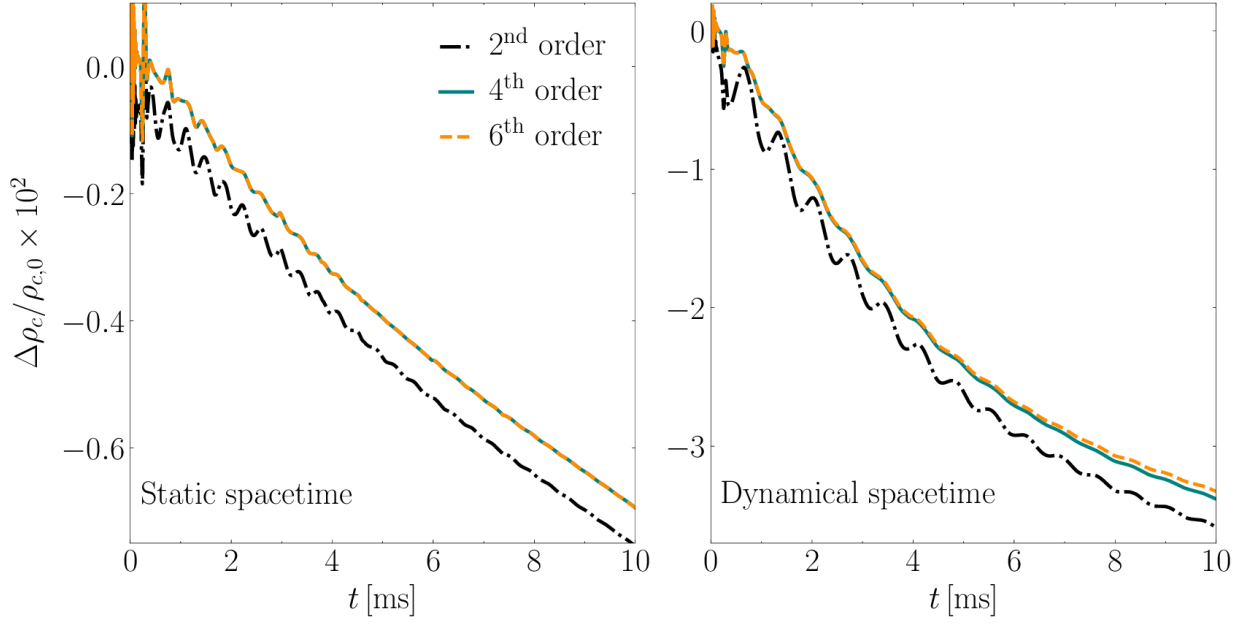 Δρ_c/ρ_{c,0} × 10²
0.0
−0.2
−0.4
−0.6
2ⁿᵈ order
4ᵗʰ order
6ᵗʰ order
Static spacetime
0 2 4 6 8 10
t [ms]
0
−1
−2
−3
Dynamical spacetime
0 2 4 6 8 10
t [ms]